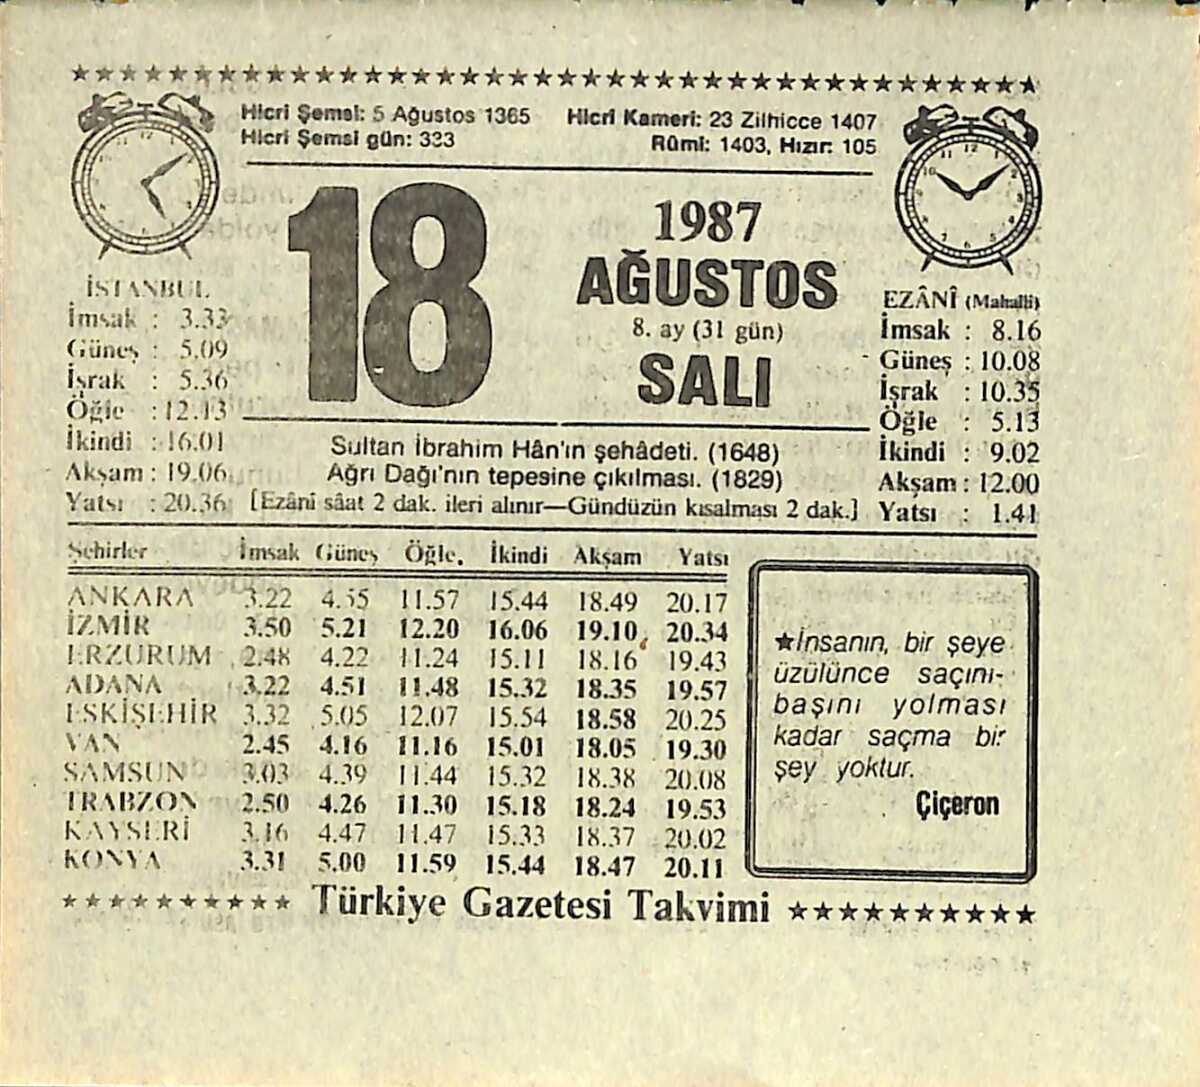 Hicri Şemsi: 5 Ağustos 1365
Hicri Şemsi gün: 333
Hicri Kameri: 23 Zilhicce 1407
Rûmi: 1403, Hızır: 105
18
1987
AĞUSTOS
8. ay (31 gün)
SALI
İSTANBUL
İmsak : 3.33
Güneş : 5.09
İşrak : 5.36
Öğle : 12.13
İkindi : 16.01
Akşam : 19.06
Yatsı : 20.36
EZÂNÎ (Mahalli)
İmsak : 8.16
Güneş : 10.08
İşrak : 10.35
Öğle : 5.13
İkindi : 9.02
Akşam : 12.00
Yatsı : 1.41
Sultan İbrahim Hân'ın şehâdeti. (1648)
Ağrı Dağı'nın tepesine çıkılması. (1829)
[Ezânî sâat 2 dak. ileri alınır—Gündüzün kısalması 2 dak.]
Şehirler İmsak Güneş Öğle. İkindi Akşam Yatsı
ANKARA 3.22 4.55 11.57 15.44 18.49 20.17
İZMİR 3.50 5.21 12.20 16.06 19.10 20.34
ERZURUM 2.48 4.22 11.24 15.11 18.16 19.43
ADANA 3.22 4.51 11.48 15.32 18.35 19.57
ESKİŞEHİR 3.32 5.05 12.07 15.54 18.58 20.25
VAN 2.45 4.16 11.16 15.01 18.05 19.30
SAMSUN 3.03 4.39 11.44 15.32 18.38 20.08
TRABZON 2.50 4.26 11.30 15.18 18.24 19.53
KAYSERİ 3.16 4.47 11.47 15.33 18.37 20.02
KONYA 3.31 5.00 11.59 15.44 18.47 20.11
★İnsanın, bir şeye
üzülünce saçını-
başını yolması
kadar saçma bir
şey yoktur.
Çiçeron
Türkiye Gazetesi Takvimi